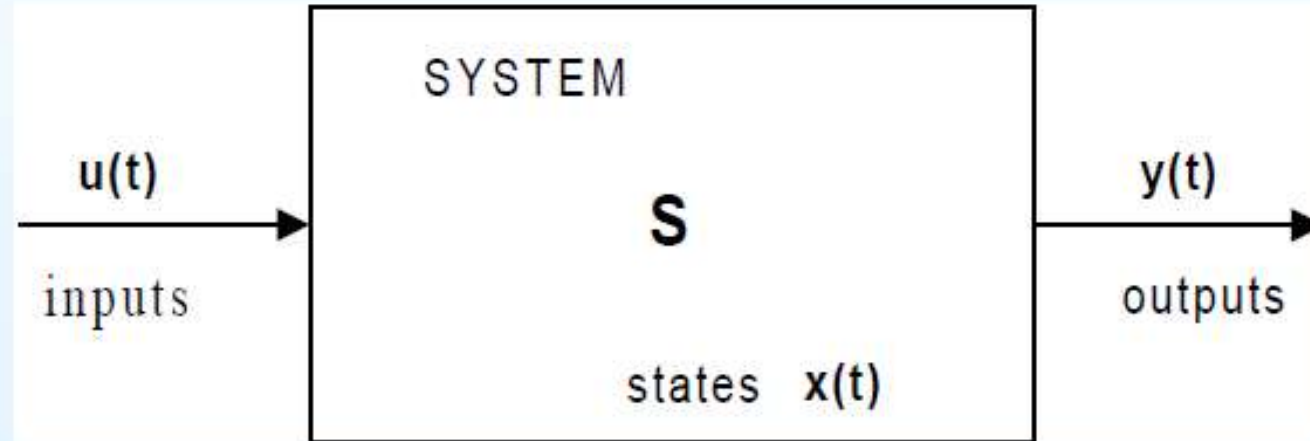 SYSTEM
u(t)
inputs
S
states x(t)
y(t)
outputs